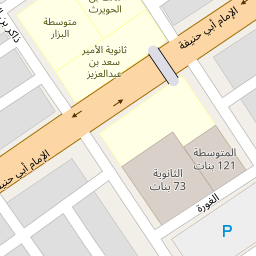 الحويرث
متوسطة
البزار
ثانوية الأمير
سعد بن
عبدالعزيز
الإمام أبي حنيفة
الإمام أبي حنيفة
المتوسطة
121 بنات
الثانوية
73 بنات
الغورة
P